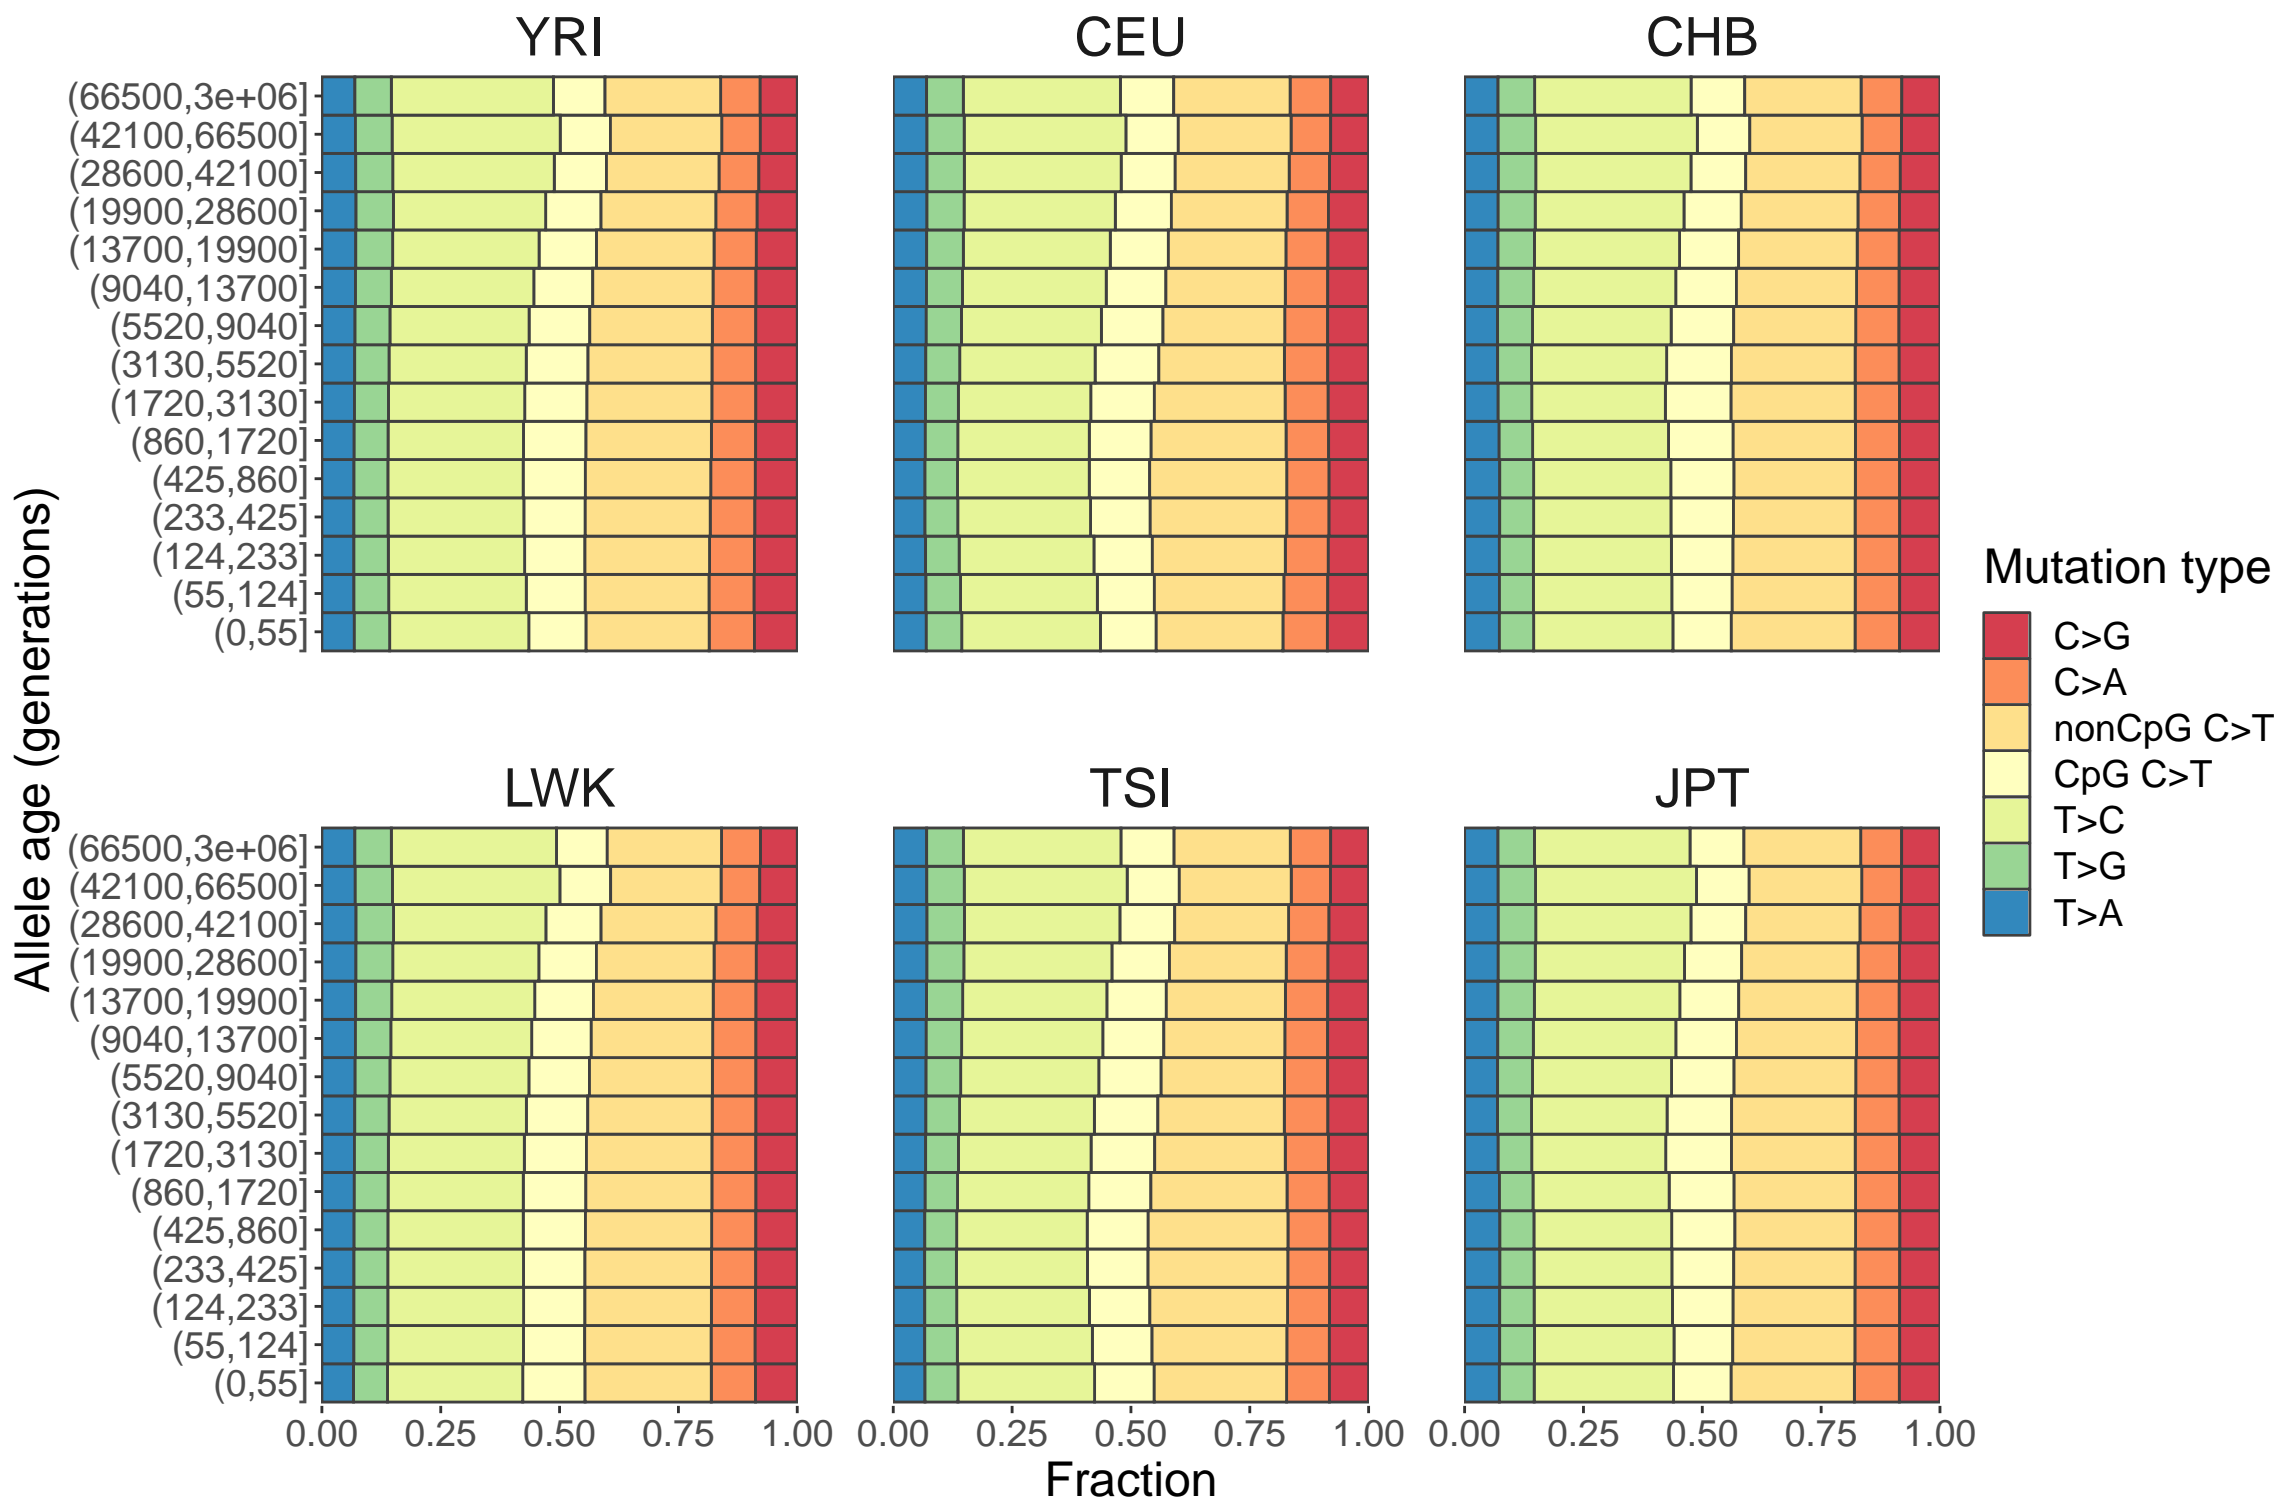 YRI
CEU
CHB
(66500,3e+06]
(42100,66500]
(28600,42100]
(19900,28600]
(13700,19900]
(9040,13700]
(5520,9040]
(3130,5520]
(1720,3130]
(860,1720]
(425,860]
(233,425]
(124,233]
(55,124]
(0,55]
Allele age (generations)
LWK
TSI
JPT
(66500,3e+06]
(42100,66500]
(28600,42100]
(19900,28600]
(13700,19900]
(9040,13700]
(5520,9040]
(3130,5520]
(1720,3130]
(860,1720]
(425,860]
(233,425]
(124,233]
(55,124]
(0,55]
0.00 0.25 0.50 0.75 1.00
0.00 0.25 0.50 0.75 1.00
0.00 0.25 0.50 0.75 1.00
Fraction
Mutation type
C>G
C>A
nonCpG C>T
CpG C>T
T>C
T>G
T>A